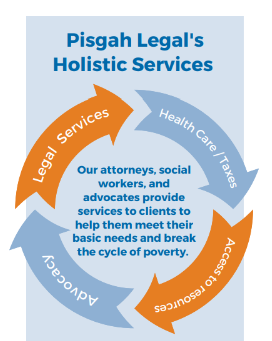 Pisgah Legal's
Holistic Services
Legal Services
Health Care / Taxes
Our attorneys, social
workers, and
advocates provide
services to clients to
help them meet their
basic needs and break
the cycle of poverty.
Advocacy
Access to resources